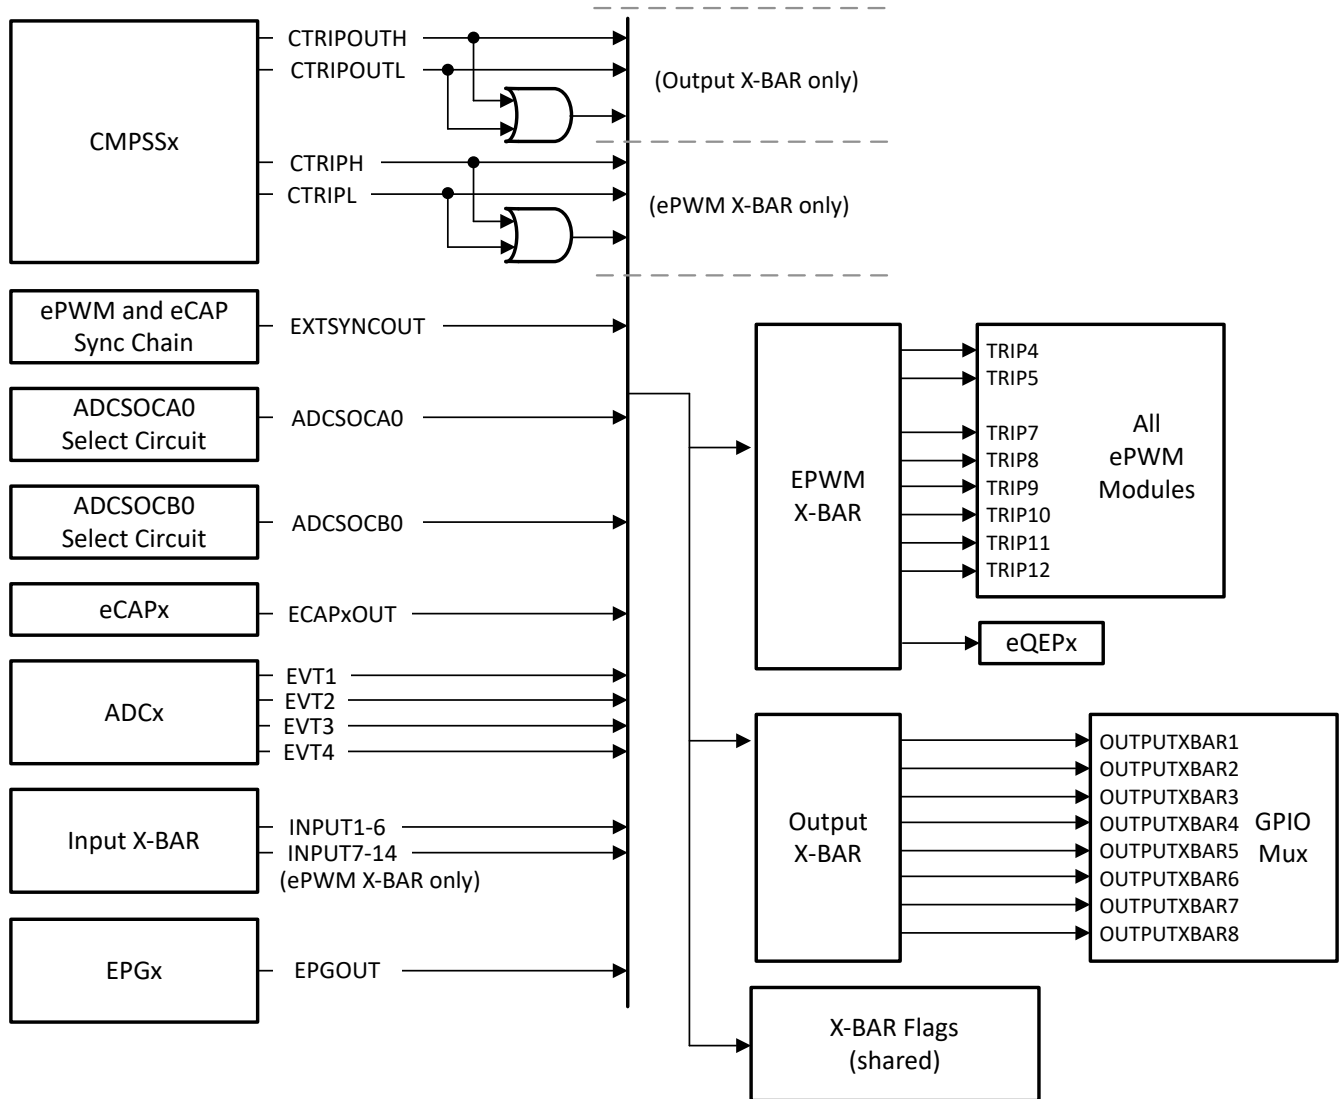 CMPSSx
CTRIPOUTH
CTRIPOUTL
(Output X-BAR only)
CTRIPH
CTRIPL
(ePWM X-BAR only)
ePWM and eCAP
Sync Chain
EXTSYNCOUT
ADCSOCA0
Select Circuit
ADCSOCA0
ADCSOCB0
Select Circuit
ADCSOCB0
eCAPx
ECAPxOUT
ADCx
EVT1
EVT2
EVT3
EVT4
Input X-BAR
INPUT1-6
INPUT7-14
(ePWM X-BAR only)
EPGx
EPGOUT
EPWM
X-BAR
TRIP4
TRIP5
TRIP7
TRIP8
TRIP9
TRIP10
TRIP11
TRIP12
All
ePWM
Modules
eQEPx
Output
X-BAR
OUTPUTXBAR1
OUTPUTXBAR2
OUTPUTXBAR3
OUTPUTXBAR4
OUTPUTXBAR5
OUTPUTXBAR6
OUTPUTXBAR7
OUTPUTXBAR8
GPIO
Mux
X-BAR Flags
(shared)